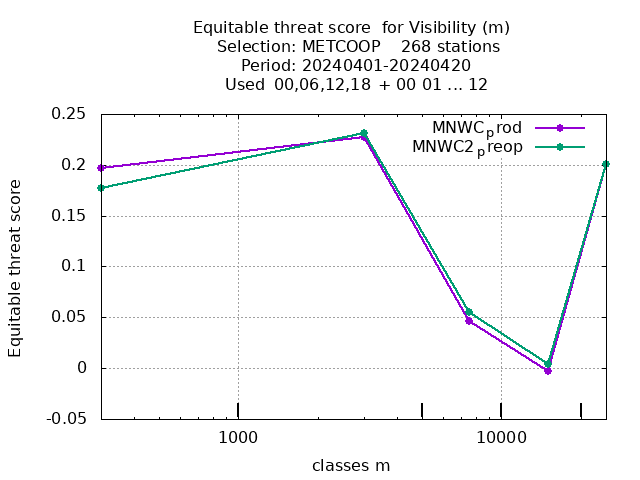 Equitable threat score  for Visibility (m)
Selection: METCOOP    268 stations
Period: 20240401-20240420
Used  00,06,12,18 + 00 01 ... 12
0.25
0.2
0.15
0.1
0.05
0
-0.05
Equitable threat score
MNWCprod
MNWC2preop
1000
10000
classes m